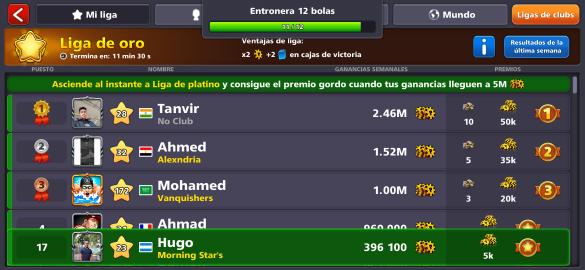 Mi liga
Entronera 12 bolas
11 / 12
Mundo
Ligas de clubs
Liga de oro
Termina en: 11 min 30 s
Ventajas de liga:
x2 +2 en cajas de victoria
i
Resultados de la
última semana
PUESTO NOMBRE GANANCIAS SEMANALES PREMIOS
Asciende al instante a Liga de platino y consigue el premio gordo cuando tus ganancias lleguen a 5M
1 28 Tanvir 2.46M 10 50k 1
No Club
2 32 Ahmed 1.52M 5 35k 2
Alexndria
3 172 Mohamed 1.00M 3 20k 3
Vanquishers
Ahmad
17 23 Hugo 396 100 5k
Morning Star's